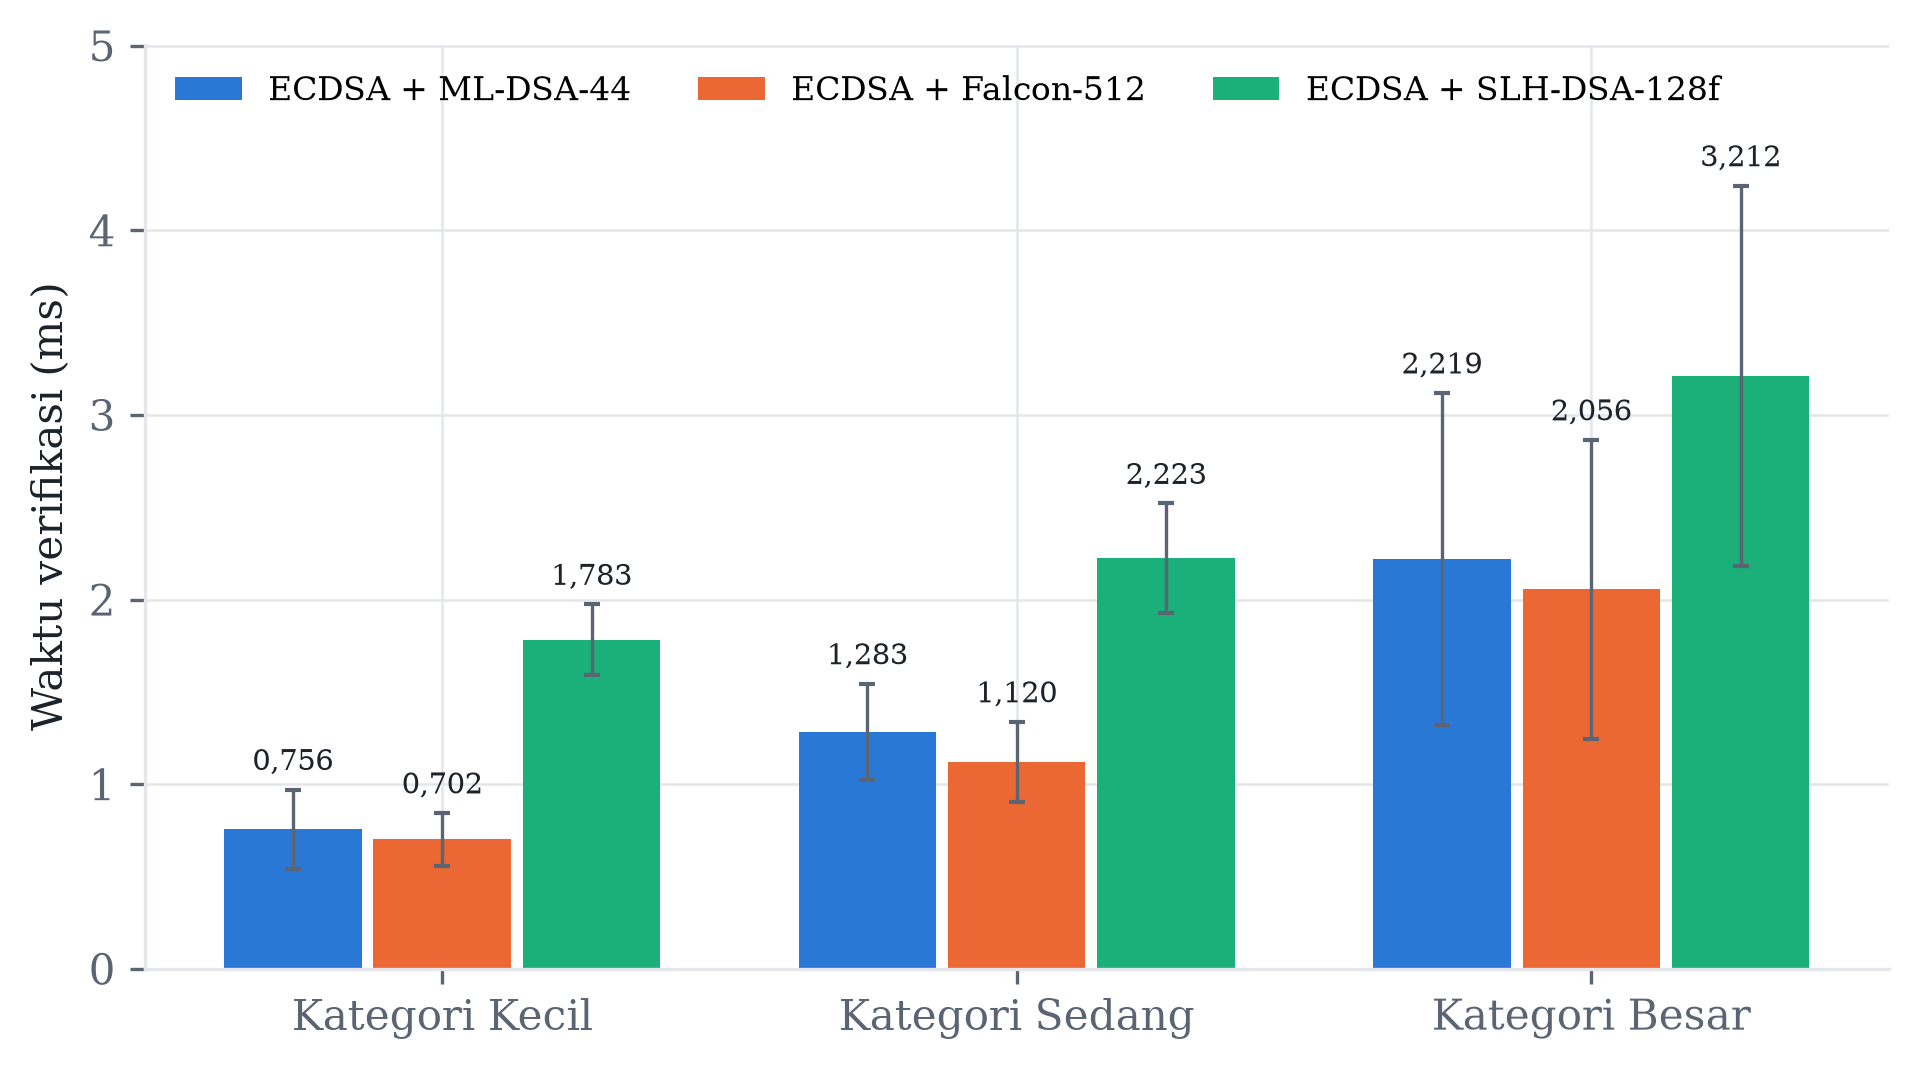 Waktu verifikasi (ms)
5
4
3
2
1
0
ECDSA + ML-DSA-44
ECDSA + Falcon-512
ECDSA + SLH-DSA-128f
0,756
0,702
1,783
1,283
1,120
2,223
2,219
2,056
3,212
Kategori Kecil
Kategori Sedang
Kategori Besar